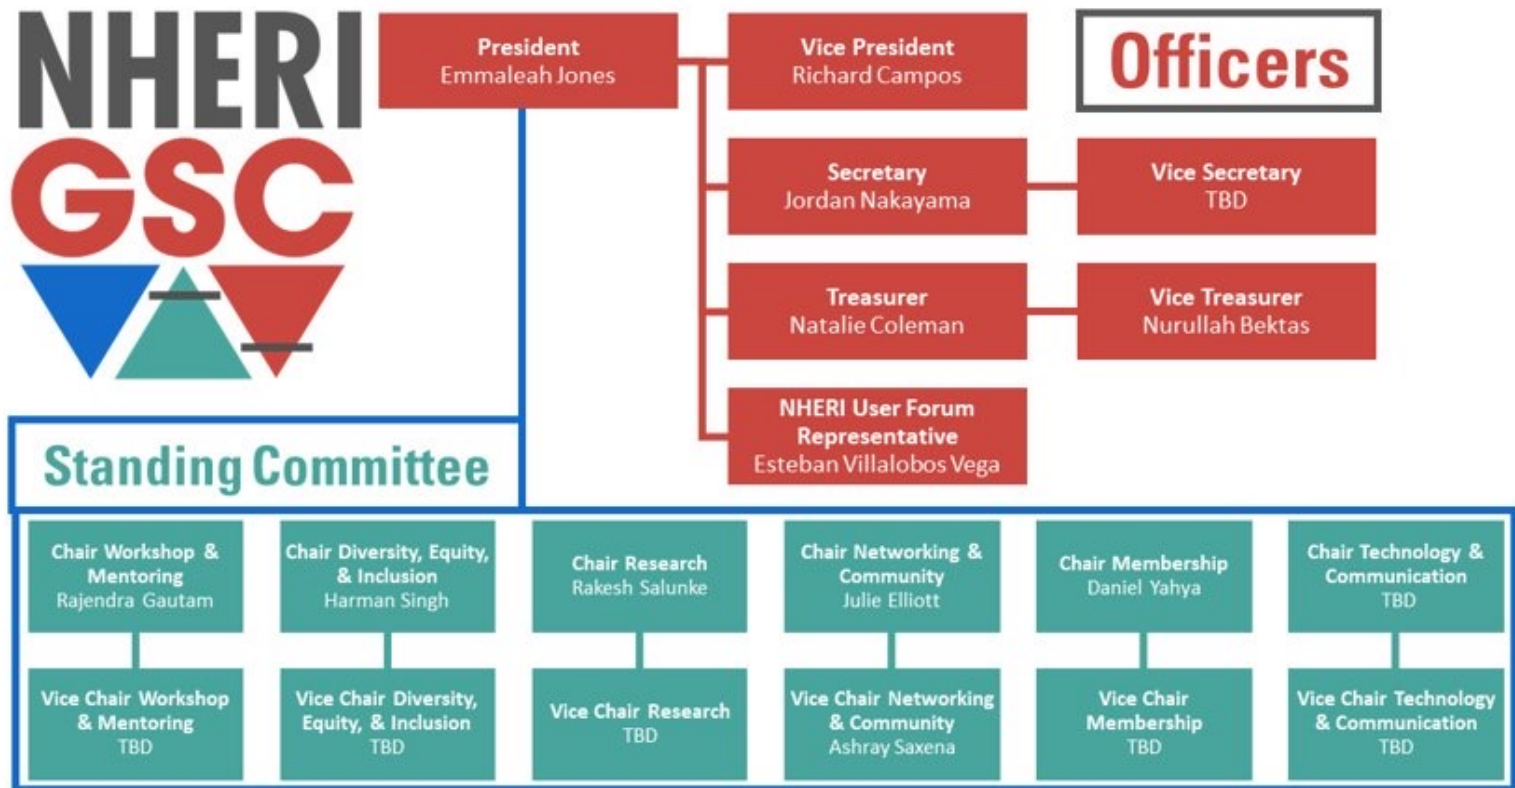 NHERI
GSC
President
Emmaleah Jones
Vice President
Richard Campos
Officers
Secretary
Jordan Nakayama
Vice Secretary
TBD
Treasurer
Natalie Coleman
Vice Treasurer
Nurullah Bektas
NHERI User Forum
Representative
Esteban Villalobos Vega
Standing Committee
Chair Workshop &
Mentoring
Rajendra Gautam
Chair Diversity, Equity,
& Inclusion
Harman Singh
Chair Research
Rakesh Salunke
Chair Networking &
Community
Julie Elliott
Chair Membership
Daniel Yahya
Chair Technology &
Communication
TBD
Vice Chair Workshop
& Mentoring
TBD
Vice Chair Diversity,
Equity, & Inclusion
TBD
Vice Chair Research
TBD
Vice Chair Networking
& Community
Ashray Saxena
Vice Chair
Membership
TBD
Vice Chair Technology
& Communication
TBD